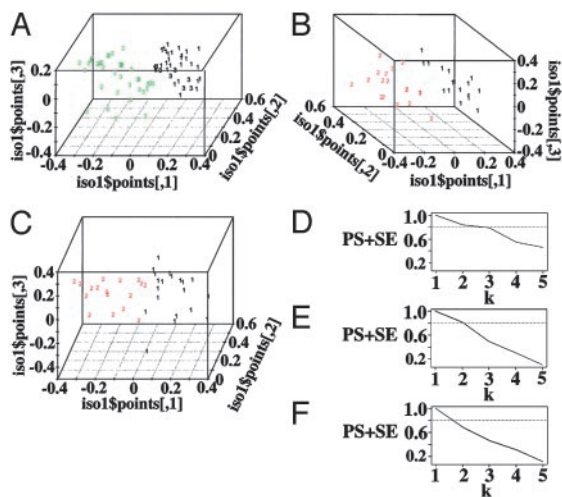 A
0.2
0
-0.2
-0.4
iso1$points[,3]
-0.4 -0.2 0 0.2 0.4
iso1$points[,1]
0 0.2 0.4 0.6
iso1$points[,2]
B
0.6 0.4 0.2 0
iso1$points[,2]
-0.4 -0.2 0 0.2 0.4
iso1$points[,1]
0.4
0.2
0
-0.2
-0.4
iso1$points[,3]
C
0.4
0.2
0
-0.2
-0.4
iso1$points[,3]
-0.4 -0.2 0 0.2 0.4
iso1$points[,1]
0 0.2 0.4 0.6
iso1$points[,2]
D
PS+SE
1.0
0.6
0.2
1 2 3 4 5
k
E
PS+SE
1.0
0.6
0.2
1 2 3 4 5
k
F
PS+SE
1.0
0.6
0.2
1 2 3 4 5
k